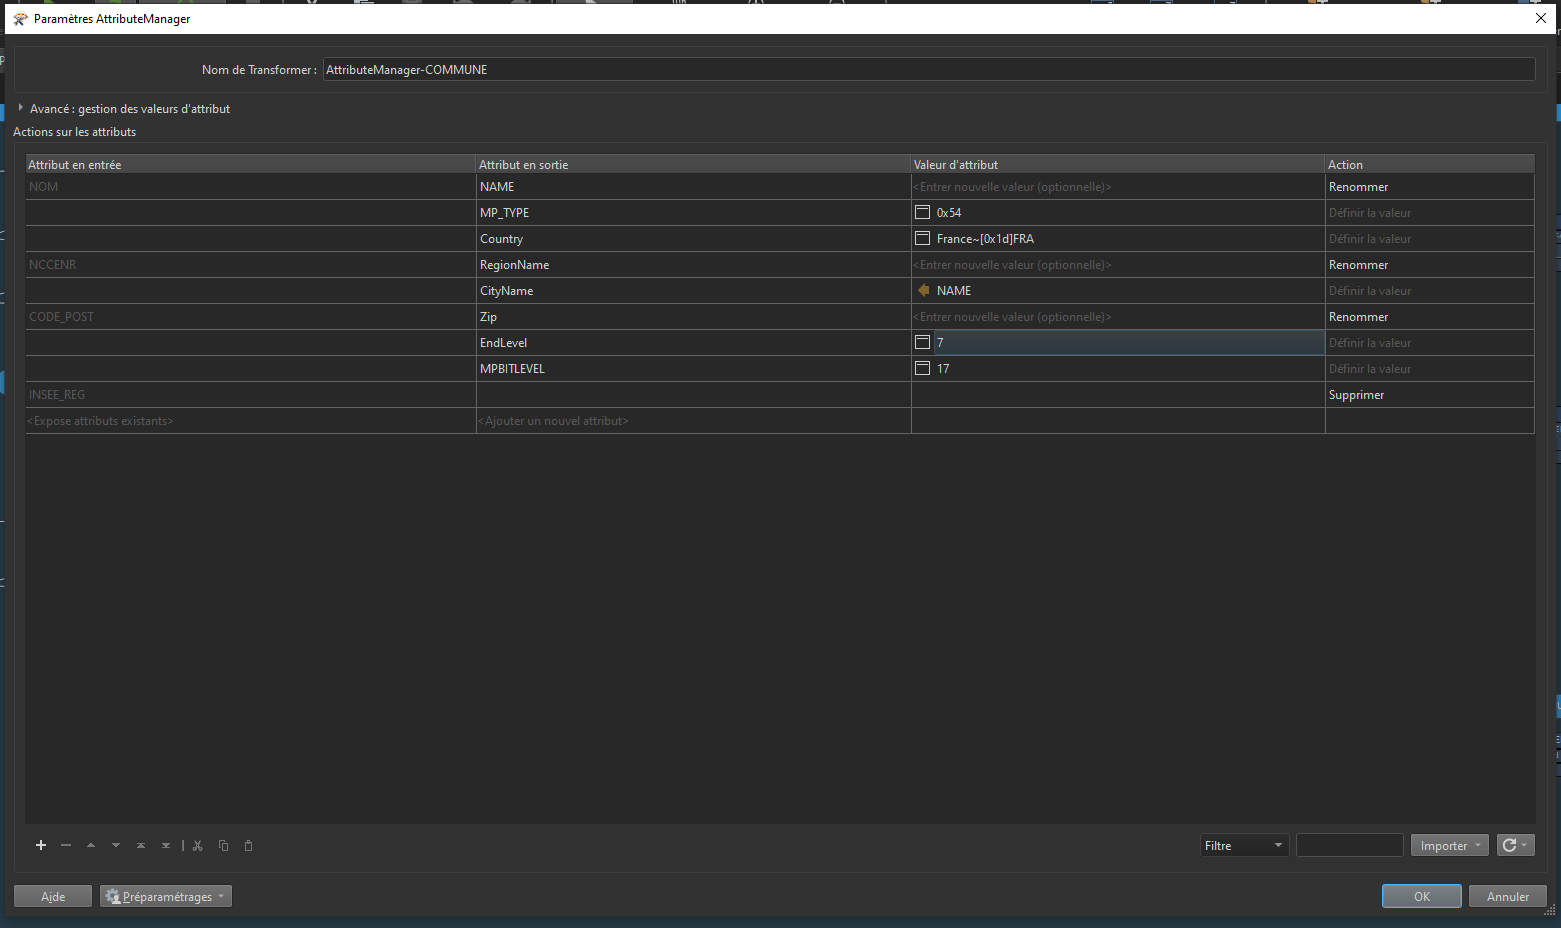 Paramètres AttributeManager
Nom de Transformer : AttributeManager-COMMUNE
Avancé : gestion des valeurs d'attribut
Actions sur les attributs
Attribut en entrée Attribut en sortie Valeur d'attribut Action
NOM NAME <Entrer nouvelle valeur (optionnelle)> Renommer
MP_TYPE 0x54 Définir la valeur
Country France~[0x1d]FRA Définir la valeur
NCCENR RegionName <Entrer nouvelle valeur (optionnelle)> Renommer
CityName NAME Définir la valeur
CODE_POST Zip <Entrer nouvelle valeur (optionnelle)> Renommer
EndLevel 7 Définir la valeur
MPBITLEVEL 17 Définir la valeur
INSEE_REG Supprimer
<Expose attributs existants> <Ajouter un nouvel attribut>
Filtre Importer
Aide Préparamétrages OK Annuler